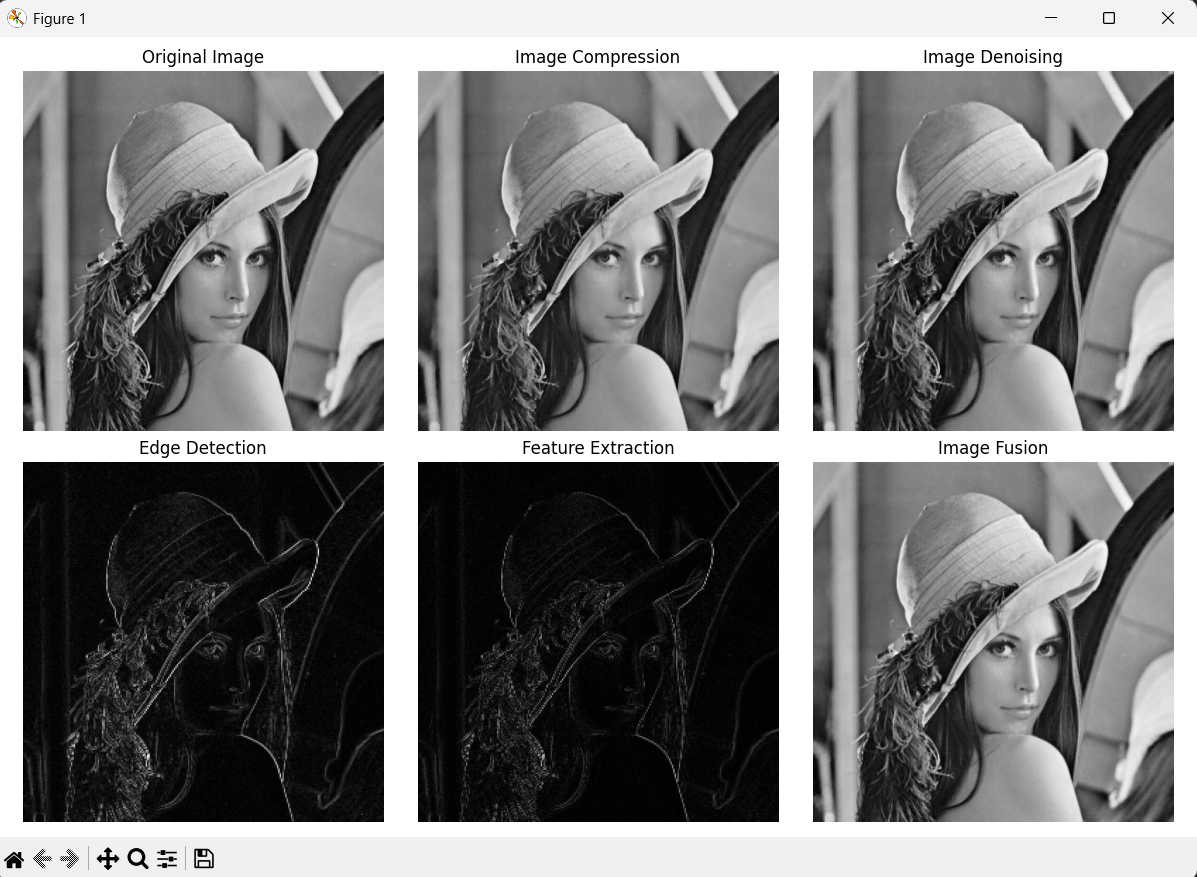 Figure 1
Original Image
Image Compression
Image Denoising
Edge Detection
Feature Extraction
Image Fusion